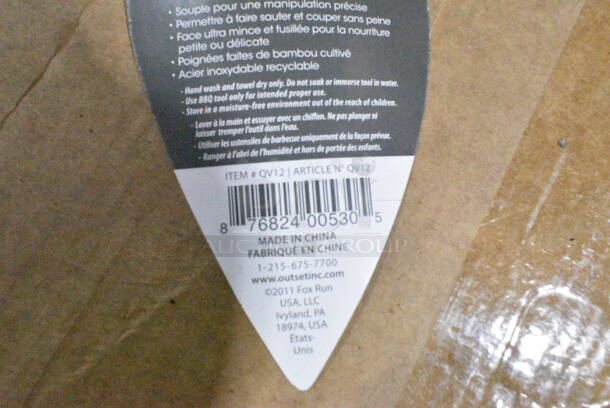 • Souple pour une manipulation précise
• Permettre à faire sauter et couper sans peine
• Face ultra mince et fusillée pour la nourriture
petite ou délicate
• Poignées faites de bambou cultivé
• Acier inoxydable recyclable
- Hand wash and towel dry only. Do not soak or immerse tool in water.
- Use BBQ tool only for intended proper use.
- Store in a moisture-free environment out of the reach of children.
- Laver à la main et essuyer avec un chiffon. Ne pas plonger ni
laisser tremper l'outil dans l'eau.
- Utiliser les ustensiles de barbecue uniquement de la façon prévue.
- Ranger à l'abri de l'humidité et hors de portée des enfants.
ITEM # QV12 | ARTICLE N° QV12
8 76824 00530 5
MADE IN CHINA
FABRIQUÉ EN CHINE
1-215-675-7700
www.outsetinc.com
©2011 Fox Run
USA, LLC
Ivyland, PA
18974, USA
États-
Unis